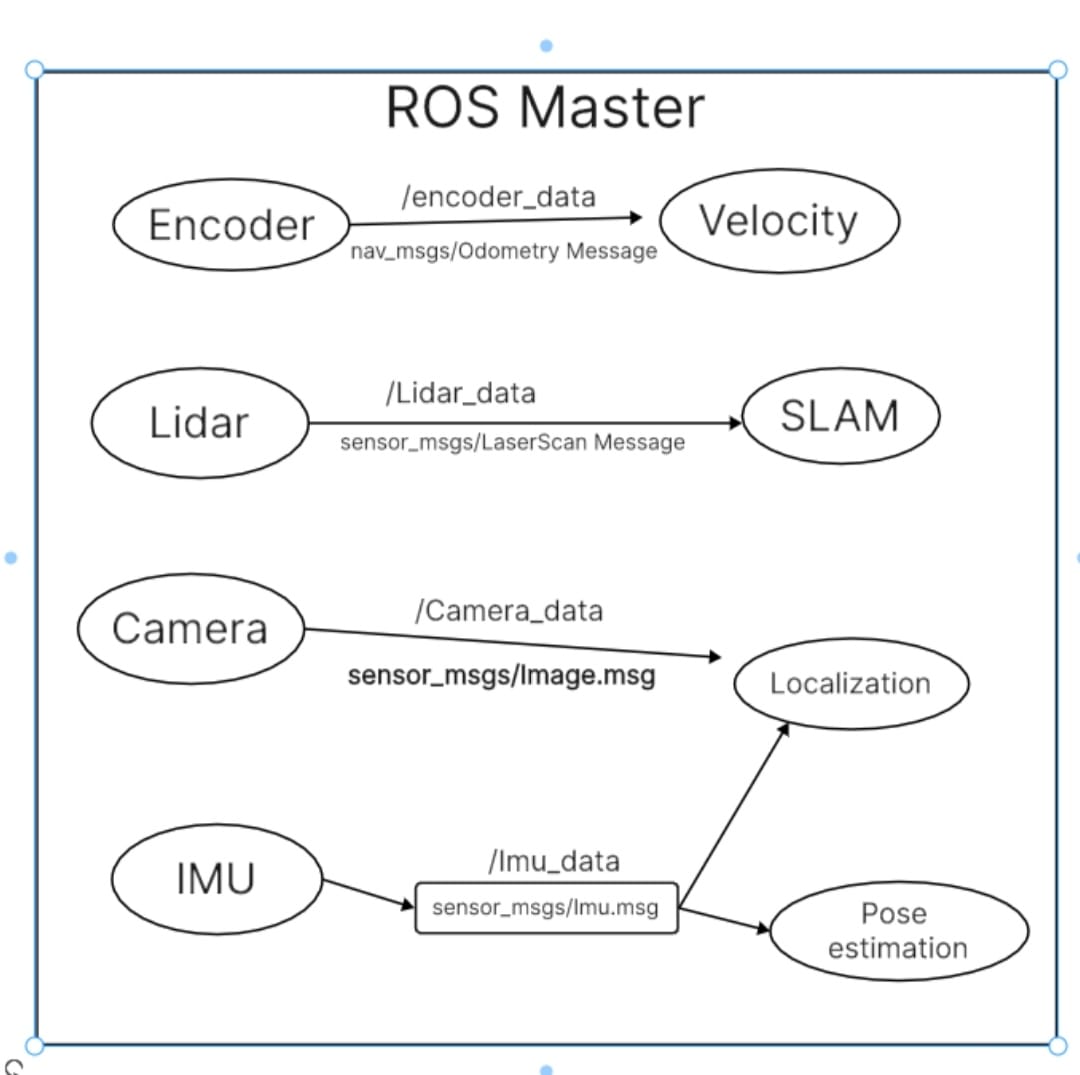 ROS Master
Encoder
/encoder_data
nav_msgs/Odometry Message
Velocity
Lidar
/Lidar_data
sensor_msgs/LaserScan Message
SLAM
Camera
/Camera_data
sensor_msgs/Image.msg
Localization
IMU
/Imu_data
sensor_msgs/Imu.msg
Pose
estimation